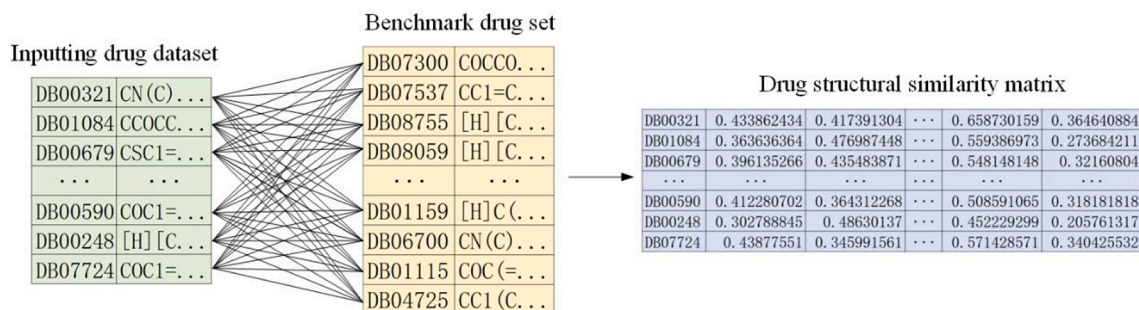 Inputting drug dataset
DB00321 CN(C)...
DB01084 CCOCC...
DB00679 CSC1=...
... ...
DB00590 COC1=...
DB00248 [H][C...
DB07724 COC1=...
Benchmark drug set
DB07300 COCCO...
DB07537 CC1=C...
DB08755 [H][C...
DB08059 [H][C...
... ...
DB01159 [H]C(...
DB06700 CN(C)...
DB01115 COC(=...
DB04725 CC1(C...
Drug structural similarity matrix
DB00321 0.433862434 0.417391304 ... 0.658730159 0.364640884
DB01084 0.363636364 0.476987448 ... 0.559386973 0.273684211
DB00679 0.396135266 0.435483871 ... 0.548148148 0.32160804
... ... ... ... ... ...
DB00590 0.412280702 0.364312268 ... 0.508591065 0.318181818
DB00248 0.302788845 0.48630137 ... 0.452229299 0.205761317
DB07724 0.43877551 0.345991561 ... 0.571428571 0.340425532